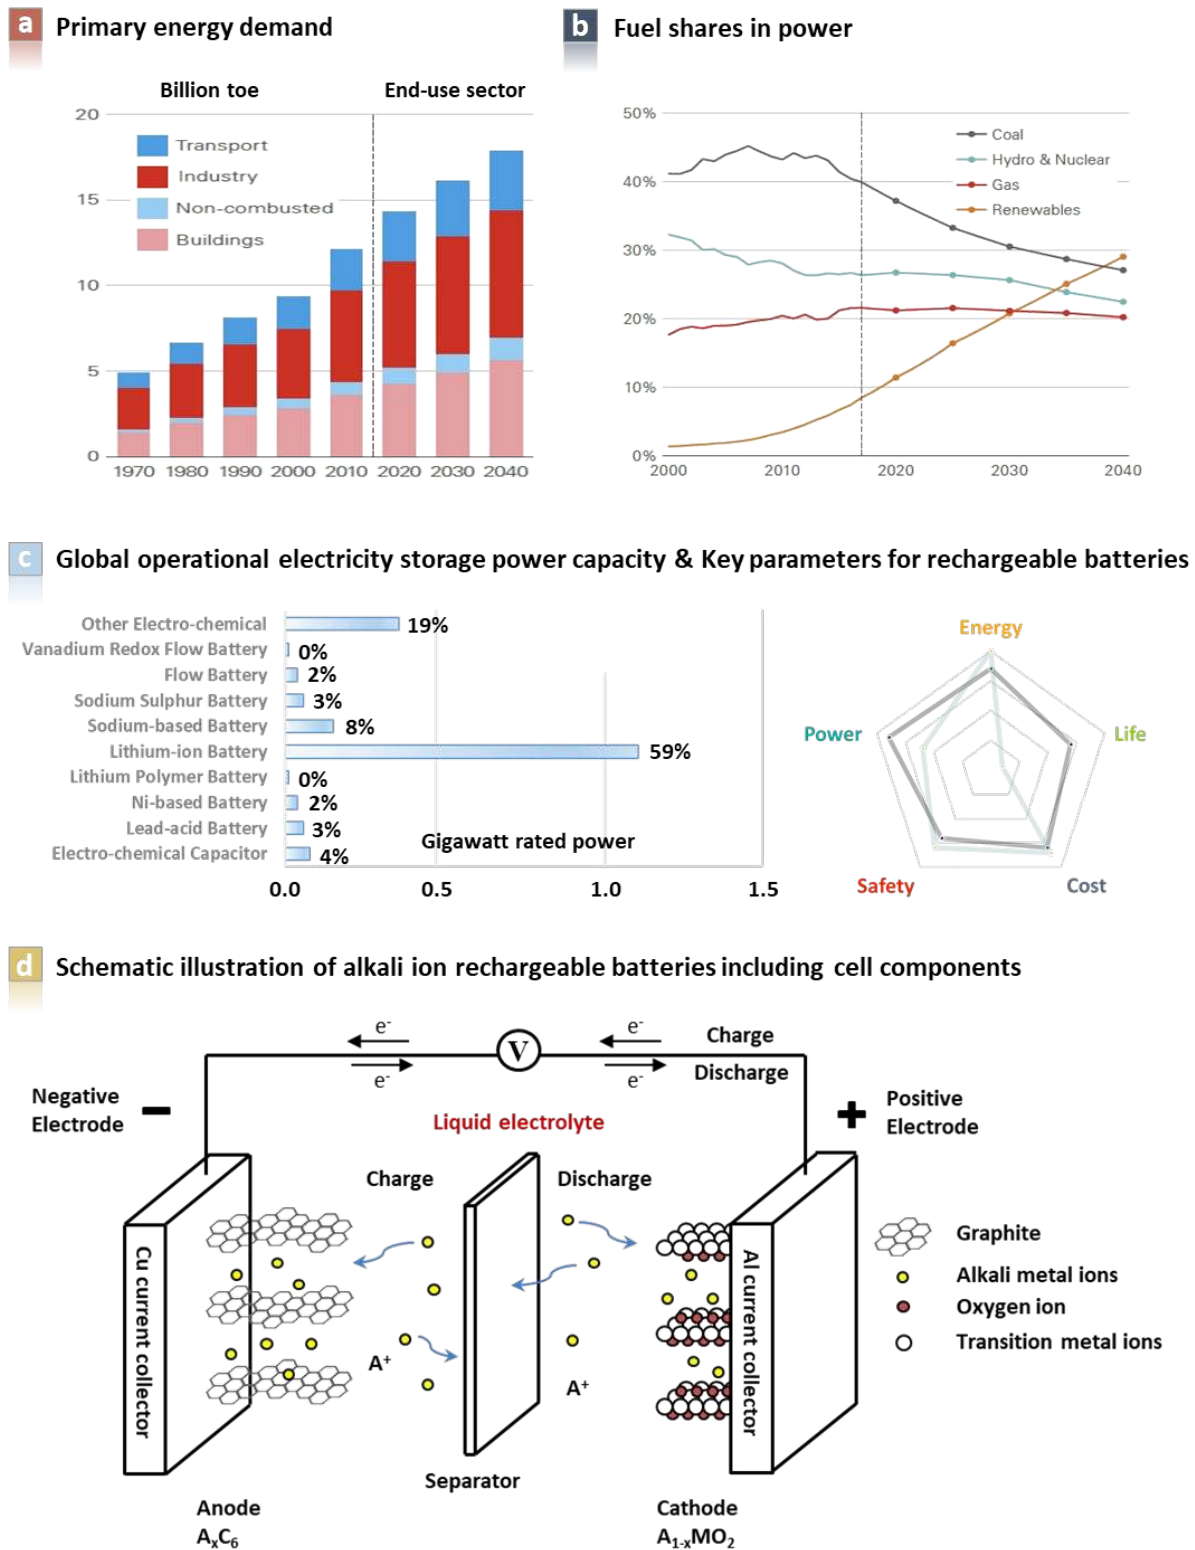 a Primary energy demand
Billion toe
End-use sector
20
15
10
5
0
Transport
Industry
Non-combusted
Buildings
1970 1980 1990 2000 2010 2020 2030 2040
b Fuel shares in power
50%
40%
30%
20%
10%
0%
Coal
Hydro & Nuclear
Gas
Renewables
2000 2010 2020 2030 2040
c Global operational electricity storage power capacity & Key parameters for rechargeable batteries
Other Electro-chemical 19%
Vanadium Redox Flow Battery 0%
Flow Battery 2%
Sodium Sulphur Battery 3%
Sodium-based Battery 8%
Lithium-ion Battery 59%
Lithium Polymer Battery 0%
Ni-based Battery 2%
Lead-acid Battery 3%
Electro-chemical Capacitor 4%
Gigawatt rated power
0.0 0.5 1.0 1.5
Energy
Power
Life
Safety
Cost
d Schematic illustration of alkali ion rechargeable batteries including cell components
e⁻
e⁻
V
e⁻
e⁻
Charge
Discharge
Negative
Electrode
−
+
Positive
Electrode
Liquid electrolyte
Charge
Discharge
Cu current collector
Al current collector
A⁺
A⁺
Graphite
Alkali metal ions
Oxygen ion
Transition metal ions
Separator
Anode
AₓC₆
Cathode
A₁₋ₓMO₂